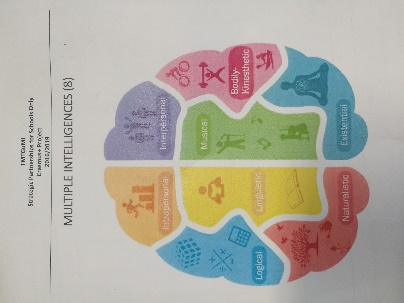 Strategic Partnerships for Schools Only
Erasmus+ Project
2016/2019
MULTIPLE INTELLIGENCES (8)
Interpersonal
Bodily-
Kinesthetic
Musical
Existential
Intrapersonal
Linguistic
Logical
Naturalistic